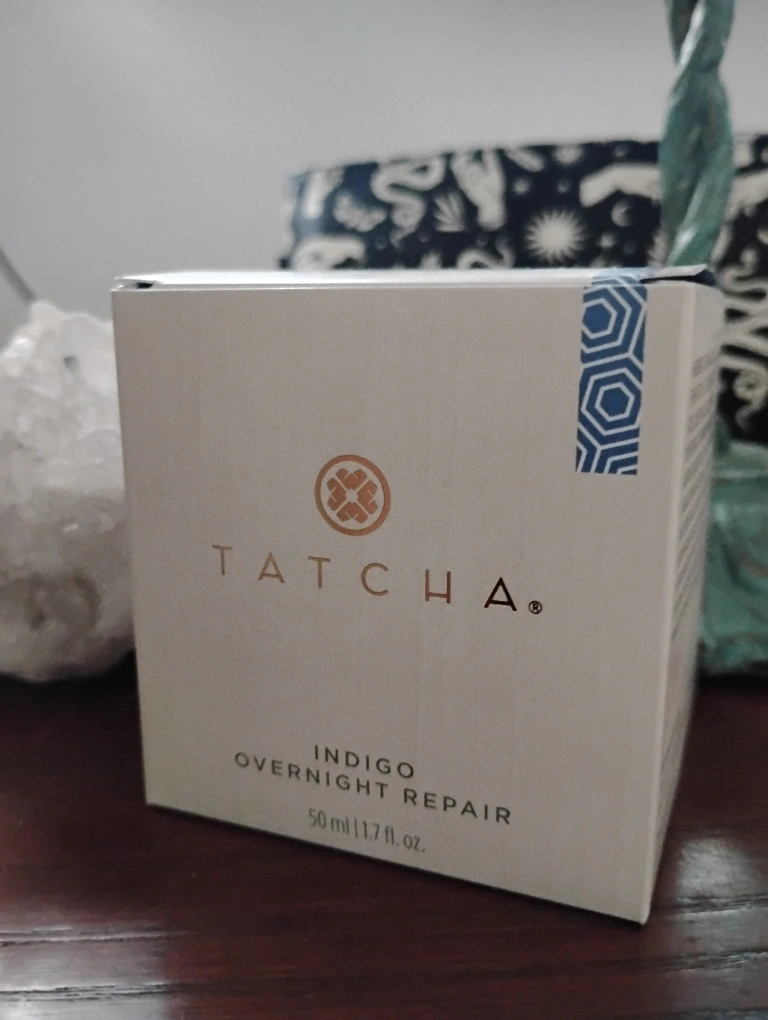 TATCHA®
INDIGO
OVERNIGHT REPAIR
50 ml | 1.7 fl. oz.